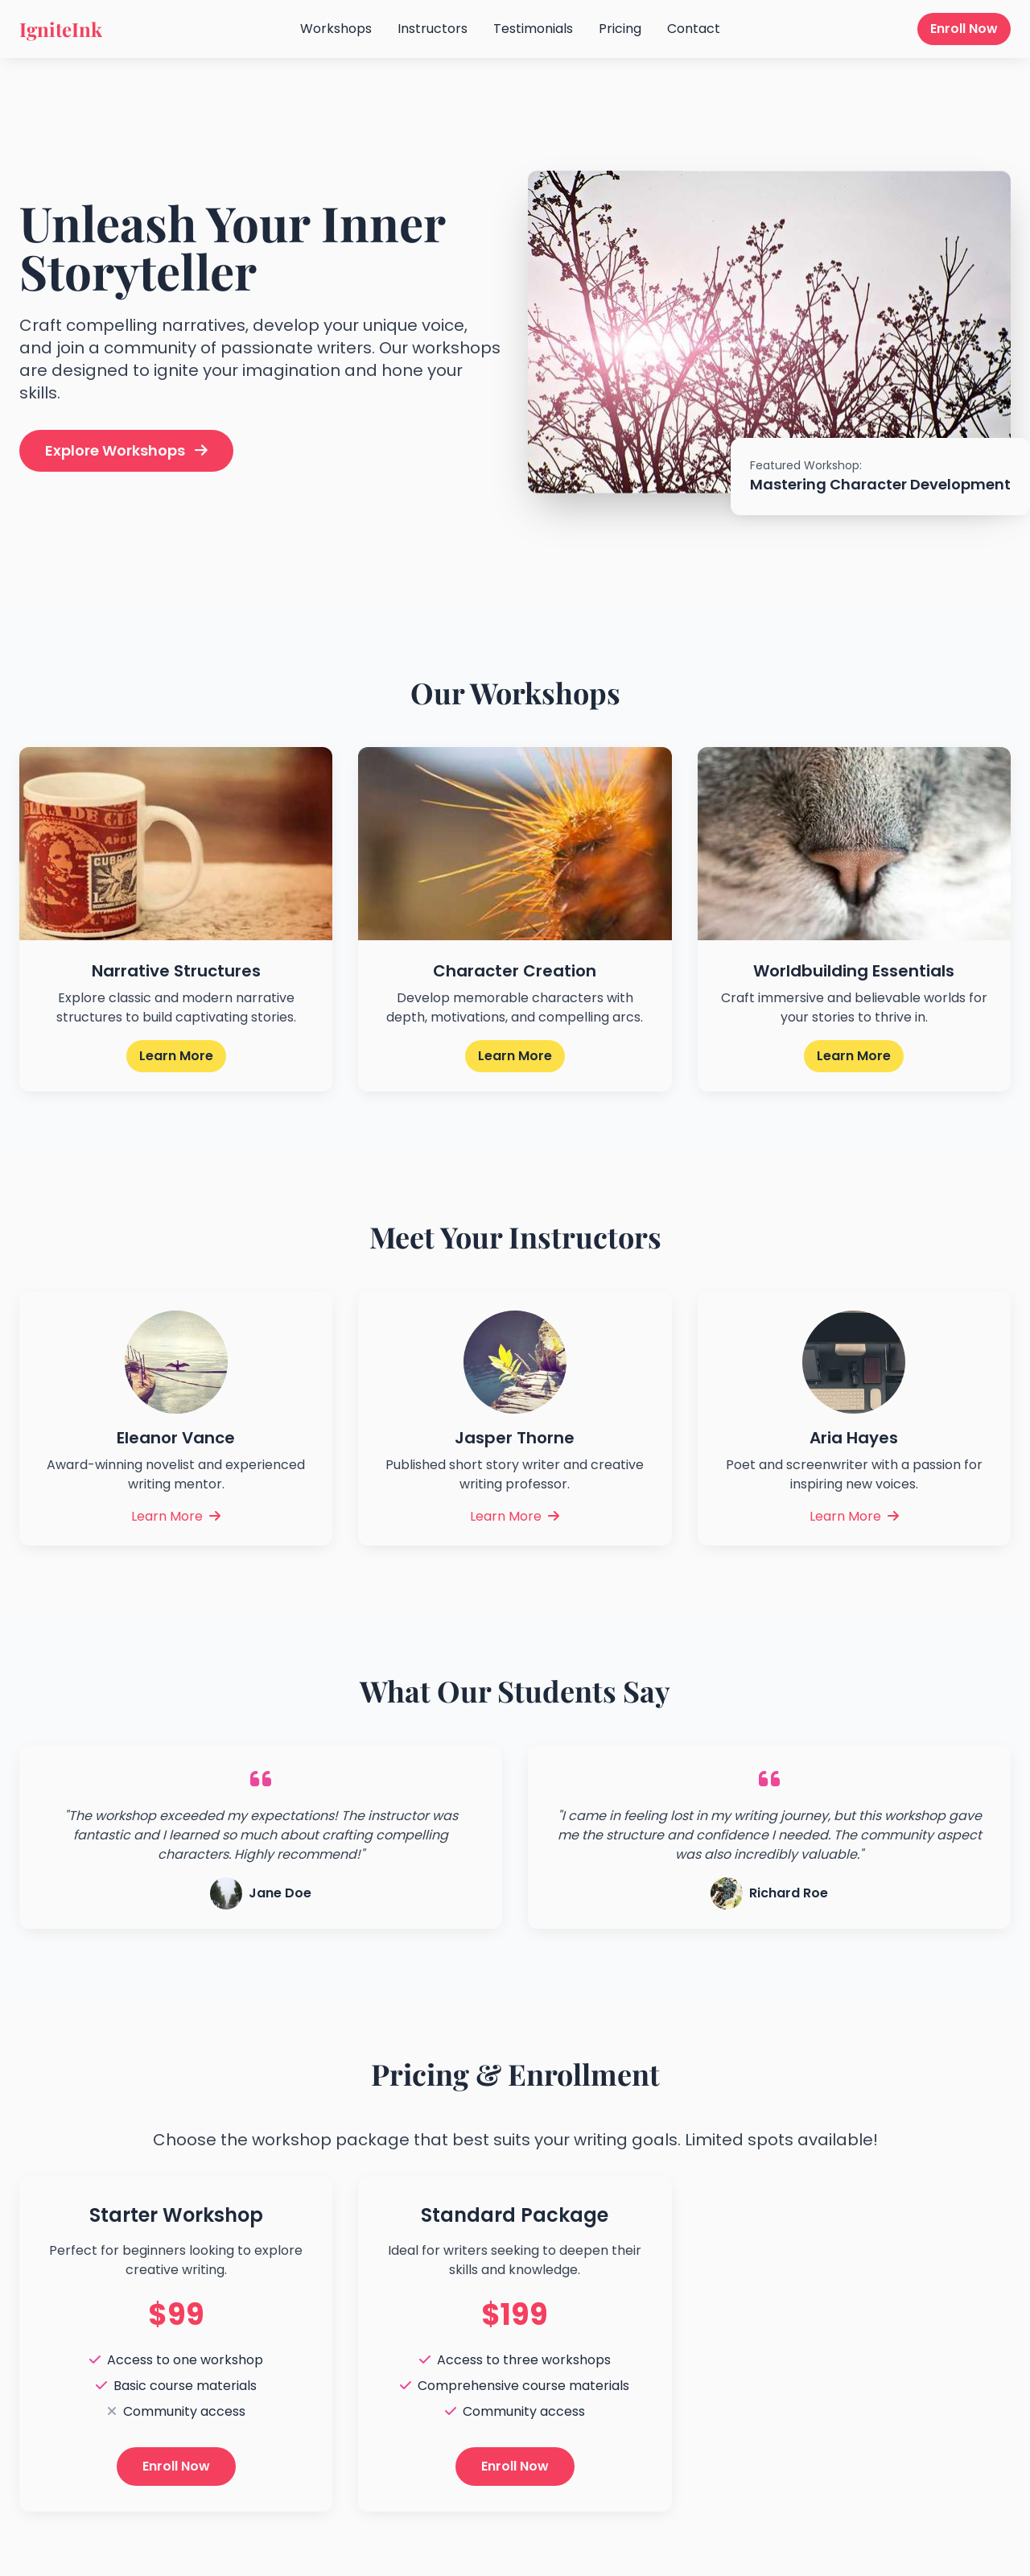 IgniteInk
Workshops Instructors Testimonials Pricing Contact
Enroll Now
Unleash Your Inner
Storyteller
Craft compelling narratives, develop your unique voice,
and join a community of passionate writers. Our workshops
are designed to ignite your imagination and hone your
skills.
Explore Workshops
Featured Workshop:
Mastering Character Development
Our Workshops
CUBA
Narrative Structures
Explore classic and modern narrative
structures to build captivating stories.
Learn More
Character Creation
Develop memorable characters with
depth, motivations, and compelling arcs.
Learn More
Worldbuilding Essentials
Craft immersive and believable worlds for
your stories to thrive in.
Learn More
Meet Your Instructors
Eleanor Vance
Award-winning novelist and experienced
writing mentor.
Learn More
Jasper Thorne
Published short story writer and creative
writing professor.
Learn More
Aria Hayes
Poet and screenwriter with a passion for
inspiring new voices.
Learn More
What Our Students Say
"The workshop exceeded my expectations! The instructor was
fantastic and I learned so much about crafting compelling
characters. Highly recommend!"
Jane Doe
"I came in feeling lost in my writing journey, but this workshop gave
me the structure and confidence I needed. The community aspect
was also incredibly valuable."
Richard Roe
Pricing & Enrollment
Choose the workshop package that best suits your writing goals. Limited spots available!
Starter Workshop
Perfect for beginners looking to explore
creative writing.
$99
Access to one workshop
Basic course materials
Community access
Enroll Now
Standard Package
Ideal for writers seeking to deepen their
skills and knowledge.
$199
Access to three workshops
Comprehensive course materials
Community access
Enroll Now